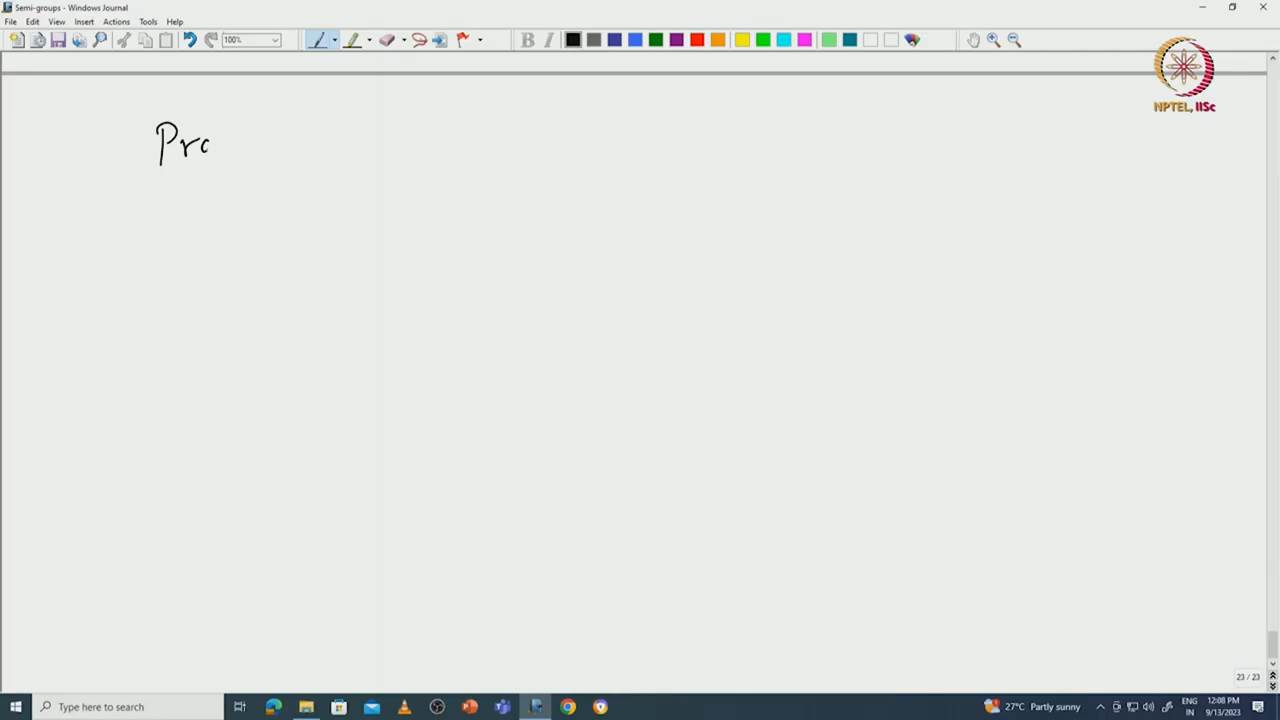 Semi-groups - Windows Journal
File Edit View Insert Actions Tools Help
100%
B I
NPTEL, IISc
Pro
23 / 23
Type here to search
27°C Partly sunny
ENG
IN
12:08 PM
9/13/2023